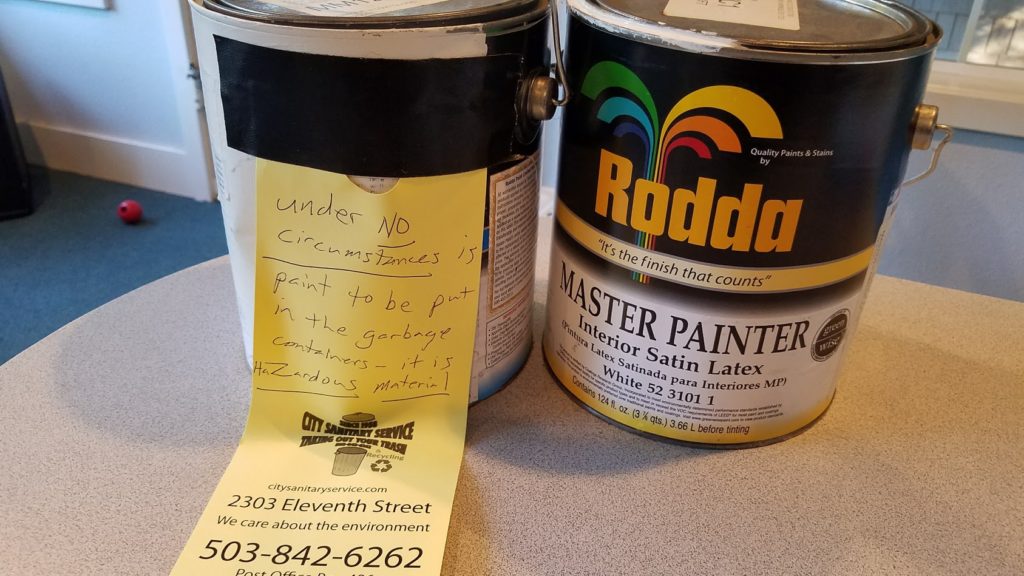 under NO
circumstances is
paint to be put
in the garbage
containers - it is
HaZardous material
CITY SANITARY SERVICE
TAKING OUT YOUR TRASH
& Recycling
citysanitaryservice.com
2303 Eleventh Street
We care about the environment
503-842-6262
Post Office Box
Quality Paints & Stains
by
Rodda
"It's the finish that counts"
MASTER PAINTER
Interior Satin Latex
(Pintura Latex Satinada para Interiores MP)
White 52 3101 1
green
wise
Contains 124 fl. oz. (3 ⅞ qts.) 3.66 L before tinting